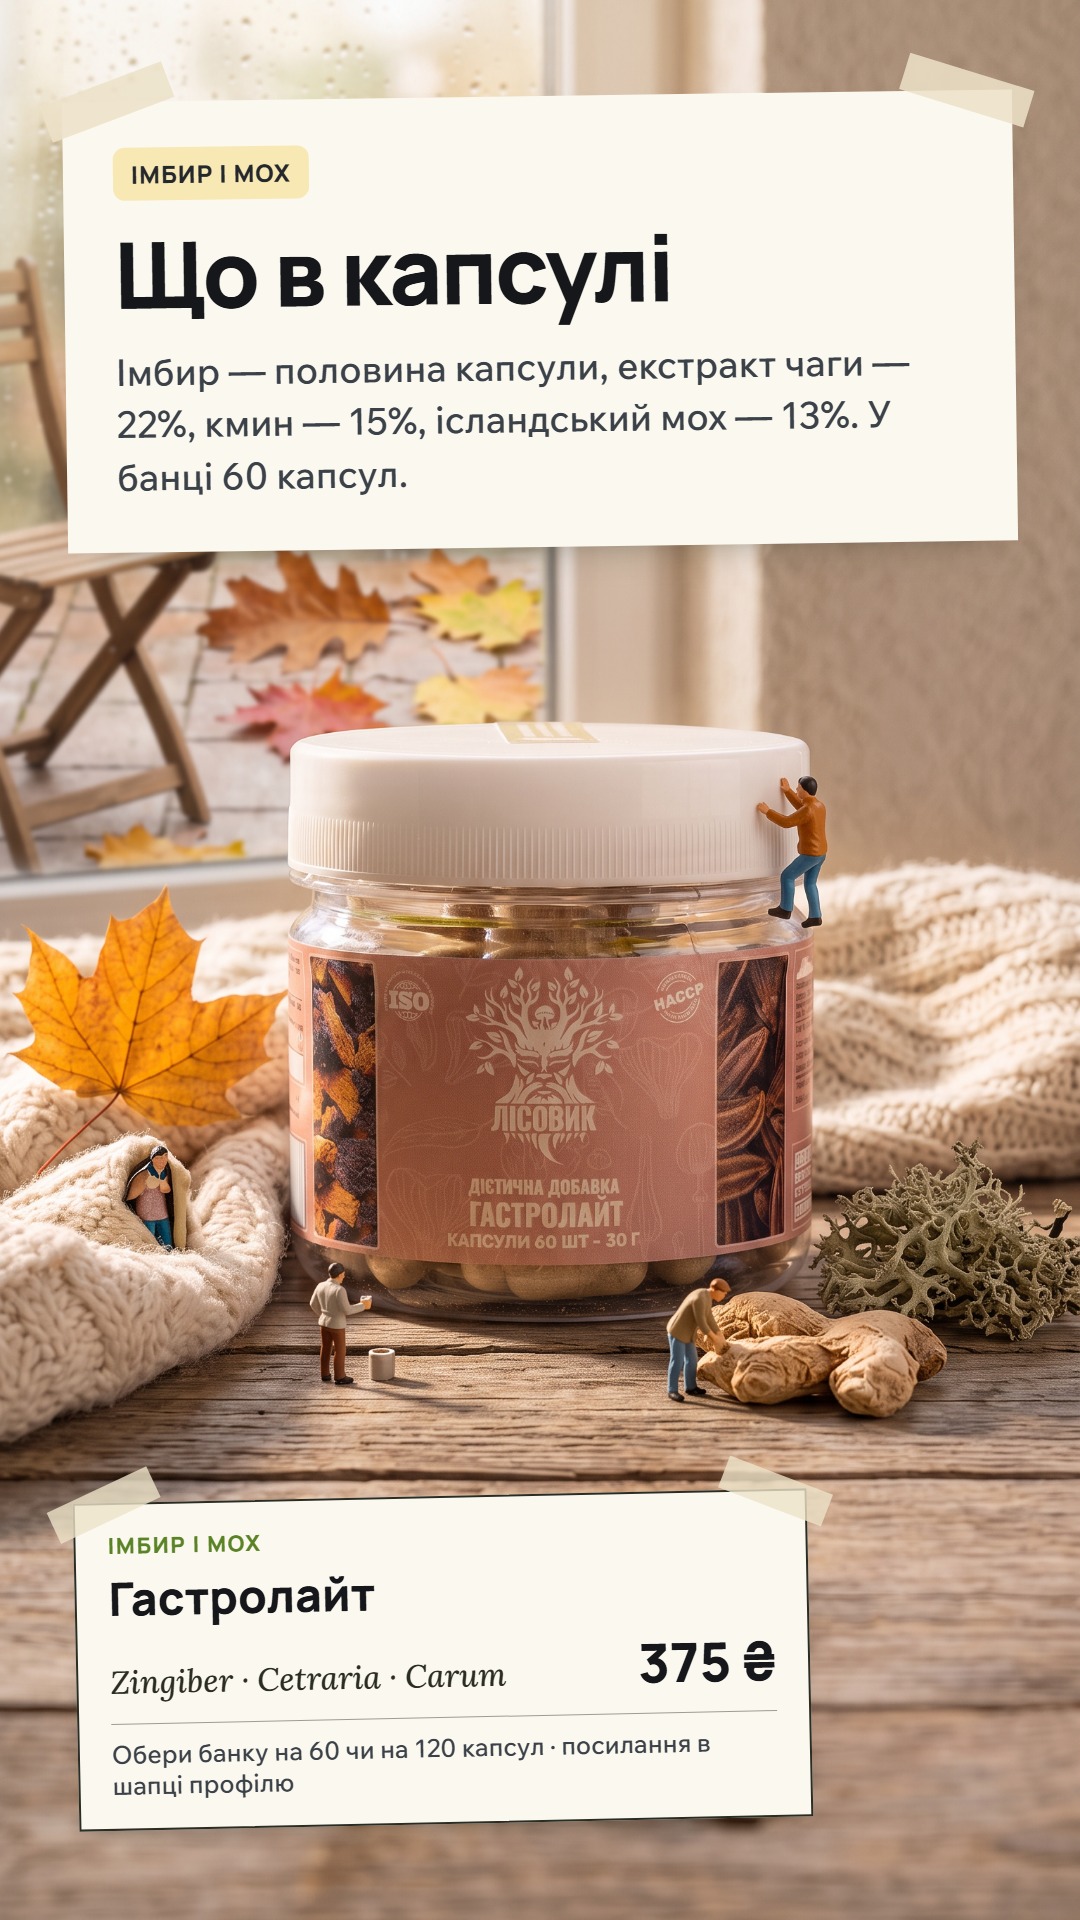 ІМБИР І МОХ
Що в капсулі
Імбир — половина капсули, екстракт чаги —
22%, кмин — 15%, ісландський мох — 13%. У
банці 60 капсул.
ISO
HACCP
ЛІСОВИК
ДІЄТИЧНА ДОБАВКА
ГАСТРОЛАЙТ
КАПСУЛИ 60 ШТ - 30 Г
ІМБИР І МОХ
Гастролайт
Zingiber · Cetraria · Carum
375 ₴
Обери банку на 60 чи на 120 капсул · посилання в
шапці профілю